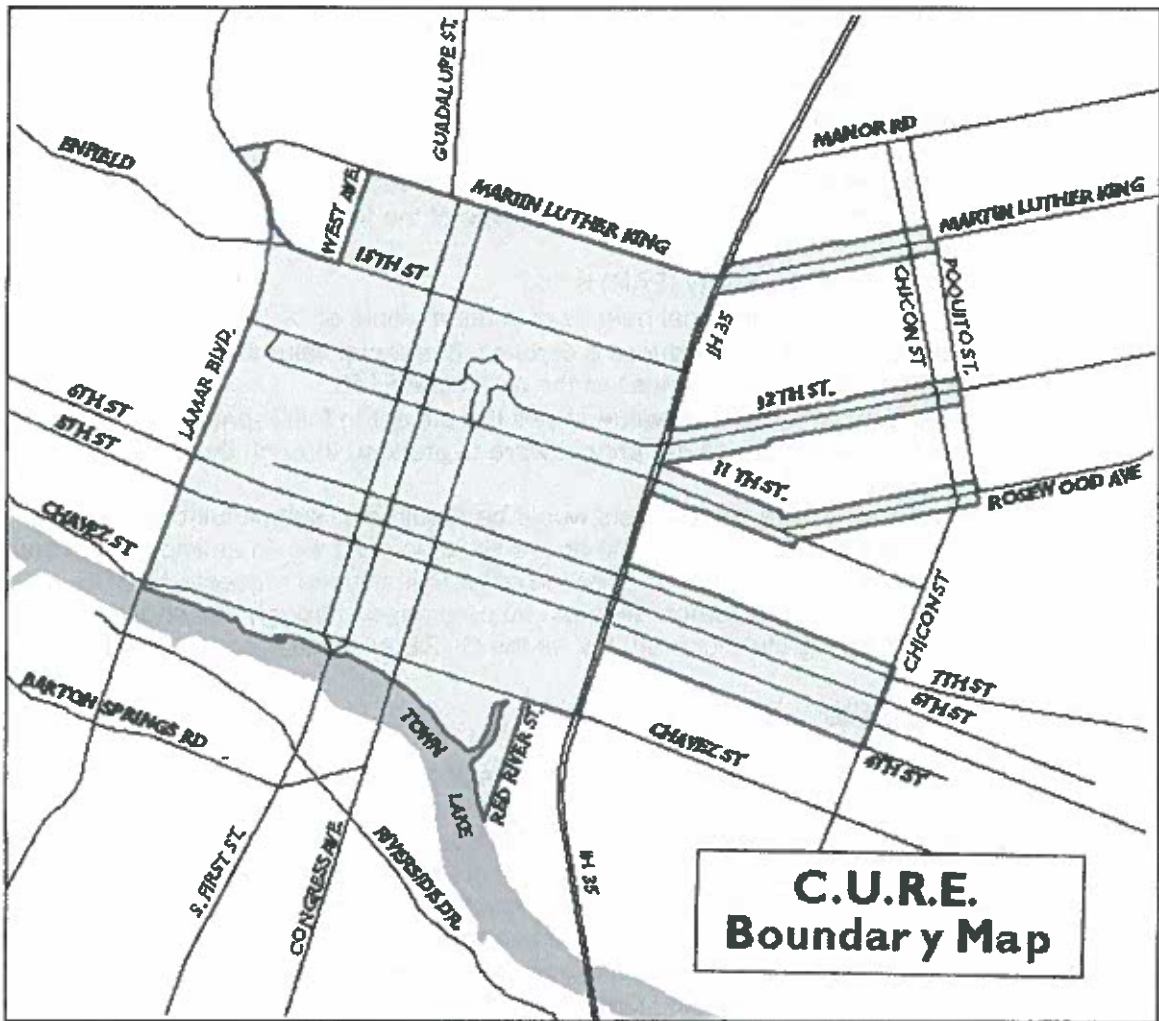 GUADALUPE ST.
MANOR RD
ENFIELD
WEST AVE.
MARTIN LUTHER KING
MARTIN LUTHER KING
15TH ST
CHICON ST
POQUITO ST.
IH 35
LAMAR BLVD.
12TH ST.
6TH ST
5TH ST
11 TH ST.
ROSEWOOD AVE
CHAVEZ ST
CHICON ST
7TH ST
6TH ST
4TH ST
BARTON SPRINGS RD
TOWN
LAKE
RED RIVER ST.
CHAVEZ ST
S. FIRST ST.
CONGRESS AVE
RIVERSIDE DR.
IH 35
C.U.R.E.
Boundary Map